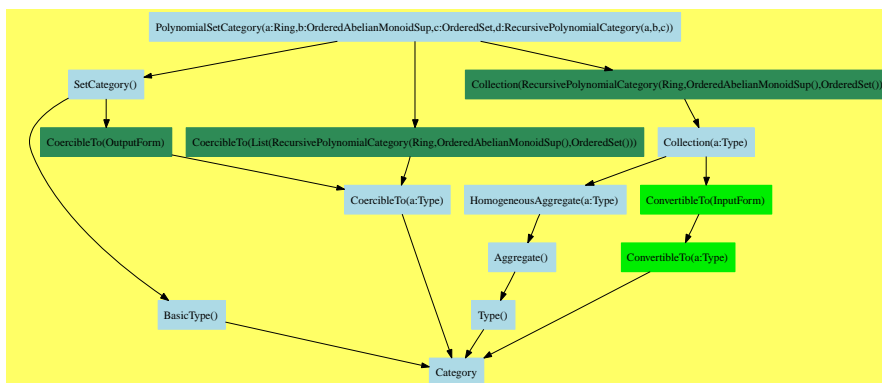 PolynomialSetCategory(a:Ring,b:OrderedAbelianMonoidSup,c:OrderedSet,d:RecursivePolynomialCategory(a,b,c))
SetCategory()
Collection(RecursivePolynomialCategory(Ring,OrderedAbelianMonoidSup(),OrderedSet()))
CoercibleTo(OutputForm)
CoercibleTo(List(RecursivePolynomialCategory(Ring,OrderedAbelianMonoidSup(),OrderedSet())))
Collection(a:Type)
CoercibleTo(a:Type)
HomogeneousAggregate(a:Type)
ConvertibleTo(InputForm)
Aggregate()
ConvertibleTo(a:Type)
BasicType()
Type()
Category